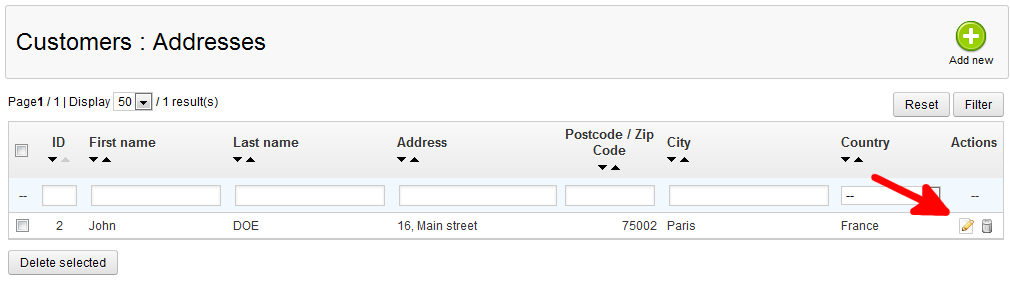 Customers : Addresses
Add new
Page1 / 1 | Display 50 / 1 result(s)
Reset Filter
ID First name Last name Address Postcode / Zip Code City Country Actions
-- -- --
2 John DOE 16, Main street 75002 Paris France
Delete selected